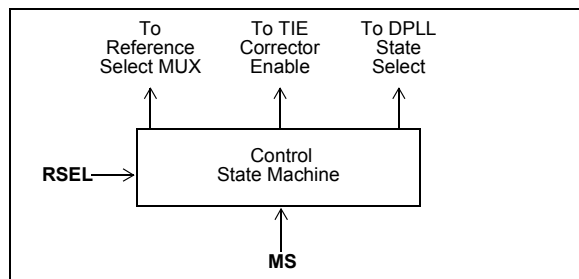 To
Reference
Select MUX
To TIE
Corrector
Enable
To DPLL
State
Select
Control
State Machine
RSEL
MS